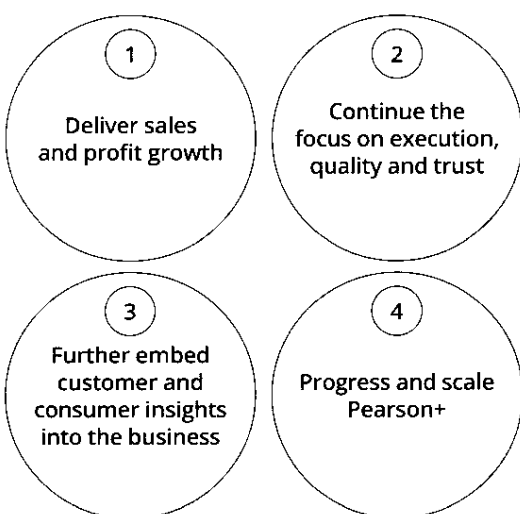 1
Deliver sales
and profit growth
2
Continue the
focus on execution,
quality and trust
3
Further embed
customer and
consumer insights
into the business
4
Progress and scale
Pearson+